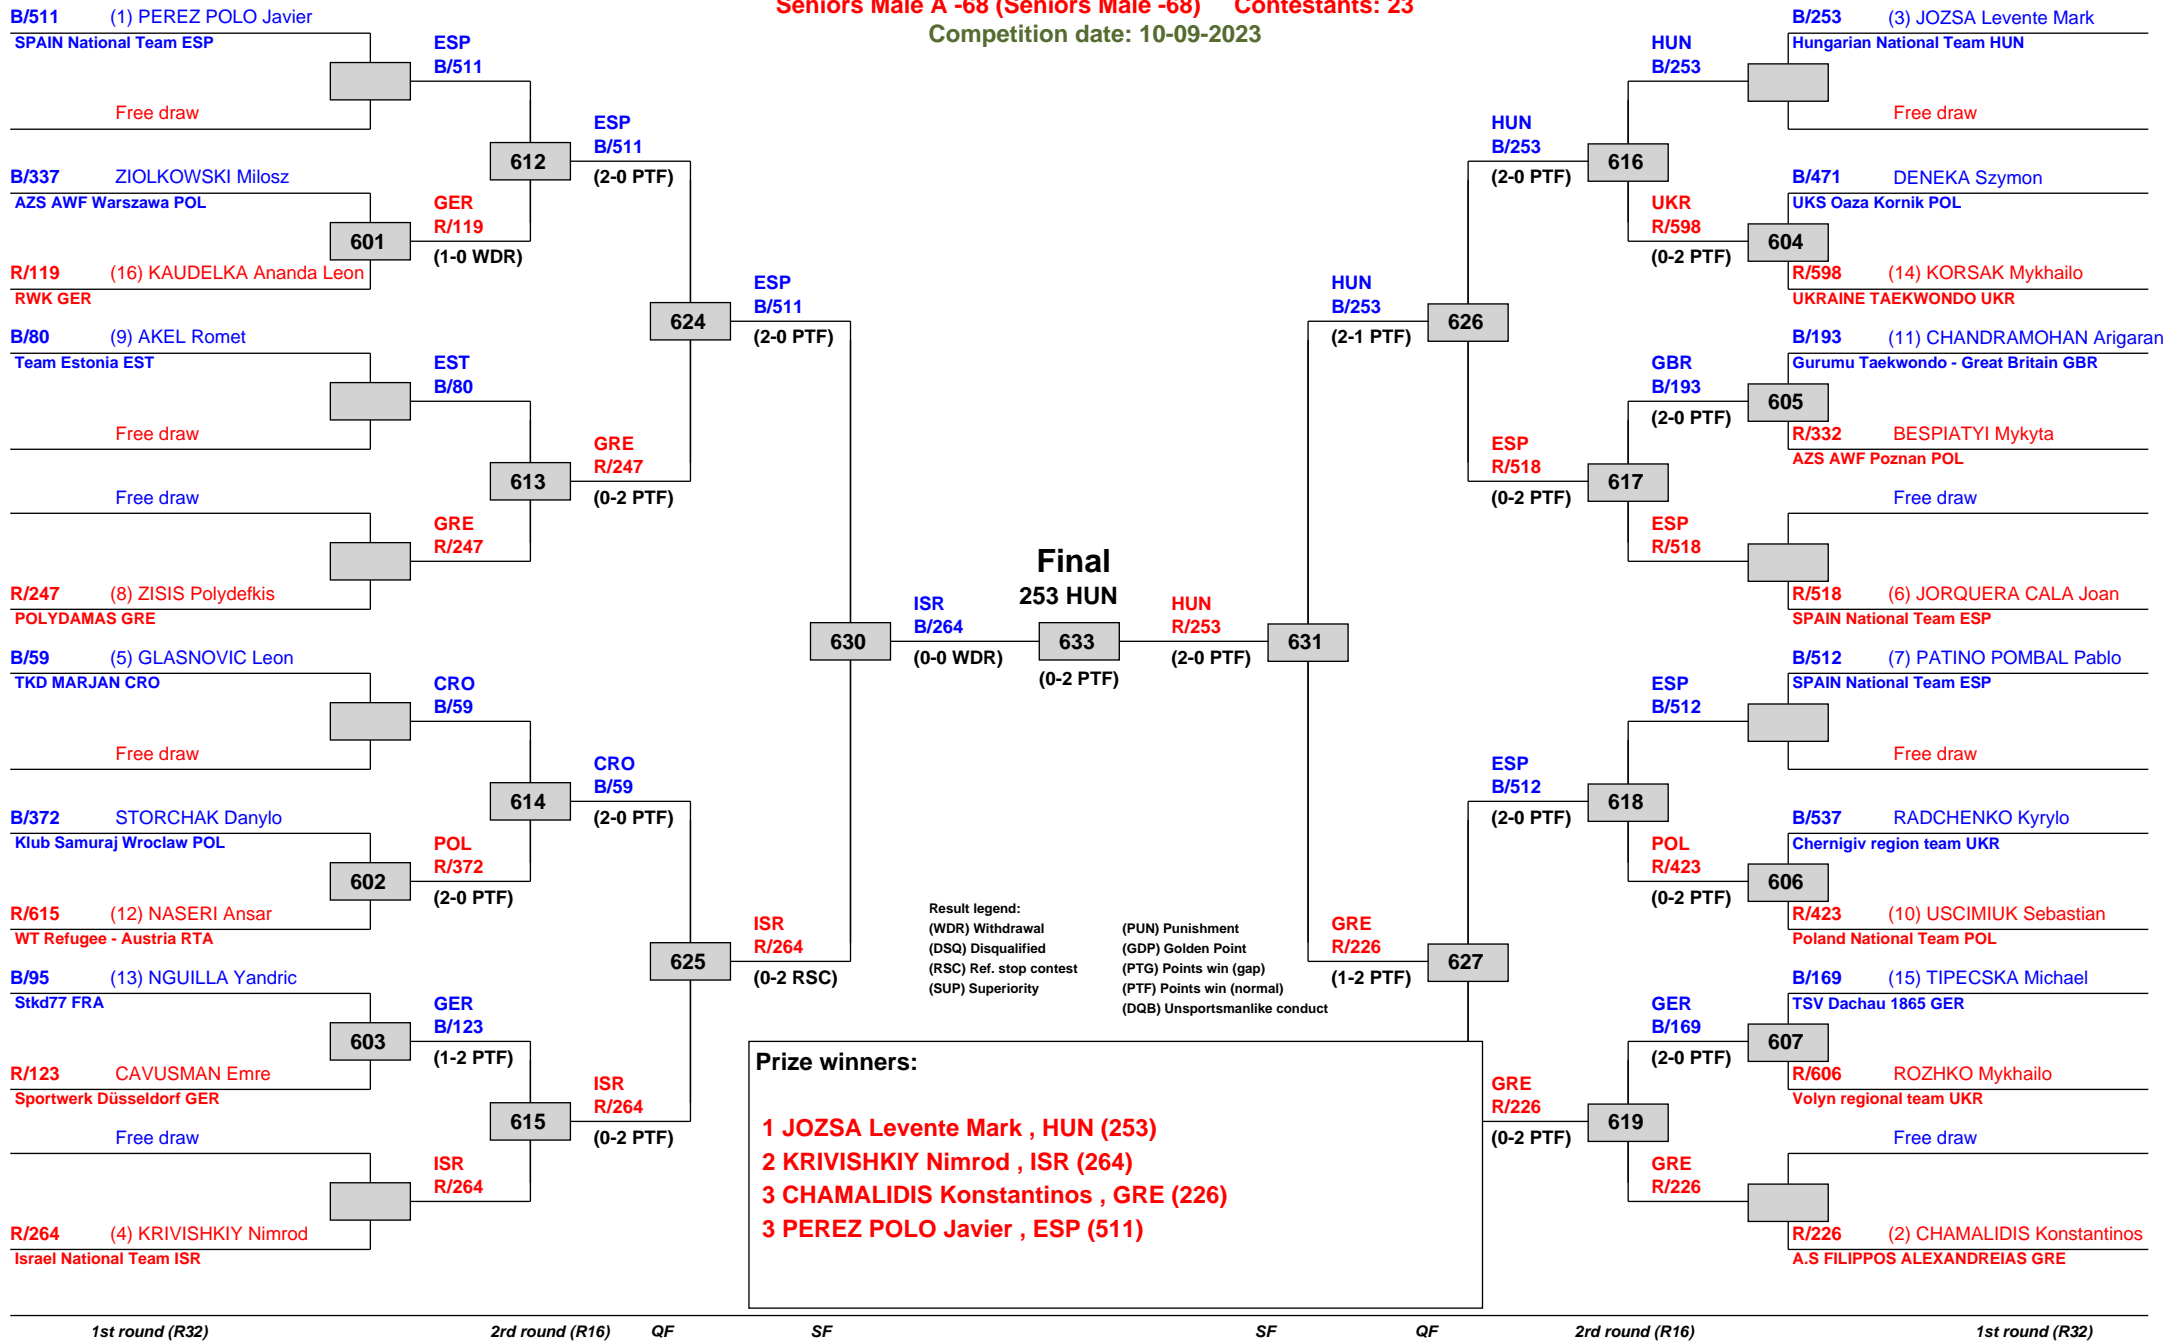 Seniors Male A -68 (Seniors Male -68) Contestants: 23
Competition date: 10-09-2023
B/511 (1) PEREZ POLO Javier
SPAIN National Team ESP
Free draw
ESP
B/511
B/337 ZIOLKOWSKI Milosz
AZS AWF Warszawa POL
601
R/119 (16) KAUDELKA Ananda Leon
RWK GER
GER
R/119
(1-0 WDR)
612
ESP
B/511
(2-0 PTF)
B/80 (9) AKEL Romet
Team Estonia EST
Free draw
EST
B/80
Free draw
R/247 (8) ZISIS Polydefkis
POLYDAMAS GRE
GRE
R/247
613
GRE
R/247
(0-2 PTF)
624
ESP
B/511
(2-0 PTF)
B/59 (5) GLASNOVIC Leon
TKD MARJAN CRO
Free draw
CRO
B/59
B/372 STORCHAK Danylo
Klub Samuraj Wroclaw POL
602
R/615 (12) NASERI Ansar
WT Refugee - Austria RTA
POL
R/372
(2-0 PTF)
614
CRO
B/59
(2-0 PTF)
B/95 (13) NGUILLA Yandric
Stkd77 FRA
603
R/123 CAVUSMAN Emre
Sportwerk Düsseldorf GER
GER
B/123
(1-2 PTF)
Free draw
R/264 (4) KRIVISHKIY Nimrod
Israel National Team ISR
ISR
R/264
615
ISR
R/264
(0-2 PTF)
625
ISR
R/264
(0-2 RSC)
630
ISR
B/264
(0-0 WDR)
Final
253 HUN
633
(0-2 PTF)
HUN
R/253
(2-0 PTF)
631
HUN
B/253
(2-1 PTF)
626
HUN
B/253
(2-0 PTF)
616
HUN
B/253
B/253 (3) JOZSA Levente Mark
Hungarian National Team HUN
Free draw
UKR
R/598
(0-2 PTF)
B/471 DENEKA Szymon
UKS Oaza Kornik POL
604
R/598 (14) KORSAK Mykhailo
UKRAINE TAEKWONDO UKR
ESP
R/518
(0-2 PTF)
617
GBR
B/193
(2-0 PTF)
B/193 (11) CHANDRAMOHAN Arigaran
Gurumu Taekwondo - Great Britain GBR
605
R/332 BESPIATYI Mykyta
AZS AWF Poznan POL
ESP
R/518
Free draw
R/518 (6) JORQUERA CALA Joan
SPAIN National Team ESP
GRE
R/226
(1-2 PTF)
627
ESP
B/512
(2-0 PTF)
618
ESP
B/512
B/512 (7) PATINO POMBAL Pablo
SPAIN National Team ESP
Free draw
POL
R/423
(0-2 PTF)
B/537 RADCHENKO Kyrylo
Chernigiv region team UKR
606
R/423 (10) USCIMIUK Sebastian
Poland National Team POL
GRE
R/226
(0-2 PTF)
619
GER
B/169
(2-0 PTF)
B/169 (15) TIPECSKA Michael
TSV Dachau 1865 GER
607
R/606 ROZHKO Mykhailo
Volyn regional team UKR
GRE
R/226
Free draw
R/226 (2) CHAMALIDIS Konstantinos
A.S FILIPPOS ALEXANDREIAS GRE
Result legend:
(WDR) Withdrawal (PUN) Punishment
(DSQ) Disqualified (GDP) Golden Point
(RSC) Ref. stop contest (PTG) Points win (gap)
(SUP) Superiority (PTF) Points win (normal)
(DQB) Unsportsmanlike conduct
Prize winners:
1 JOZSA Levente Mark , HUN (253)
2 KRIVISHKIY Nimrod , ISR (264)
3 CHAMALIDIS Konstantinos , GRE (226)
3 PEREZ POLO Javier , ESP (511)
1st round (R32) 2rd round (R16) QF SF SF QF 2rd round (R16) 1st round (R32)